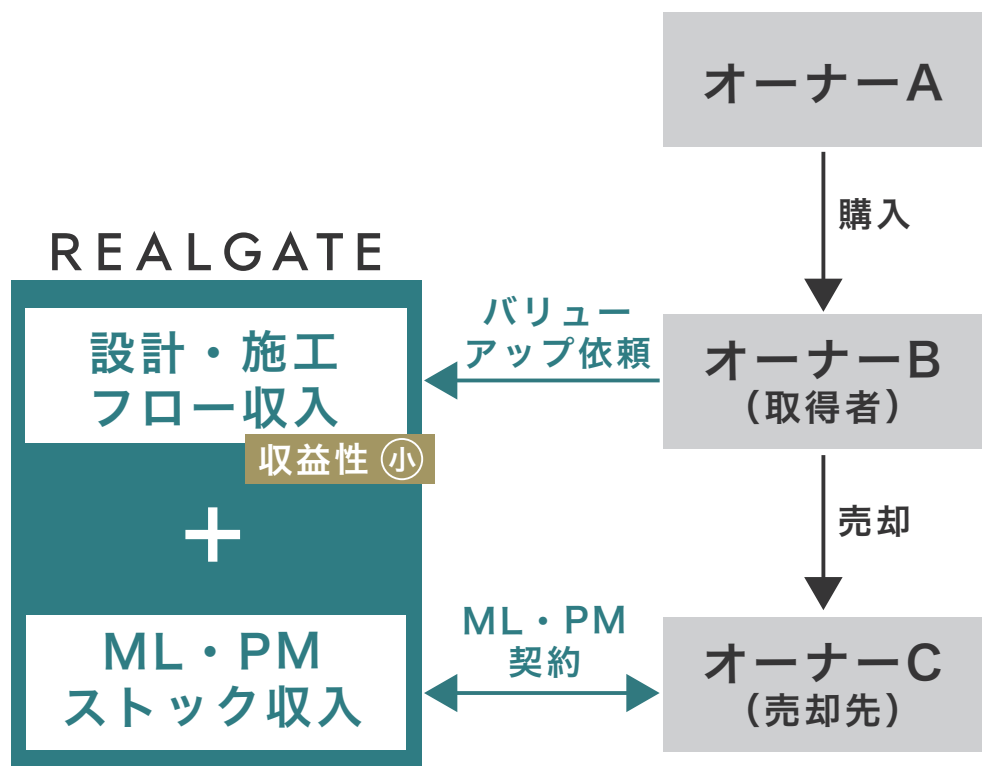 オーナーA
購入
REALGATE
設計・施工
フロー収入
収益性 小
バリュー
アップ依頼
オーナーB
（取得者）
+
売却
ML・PM
ストック収入
ML・PM
契約
オーナーC
（売却先）